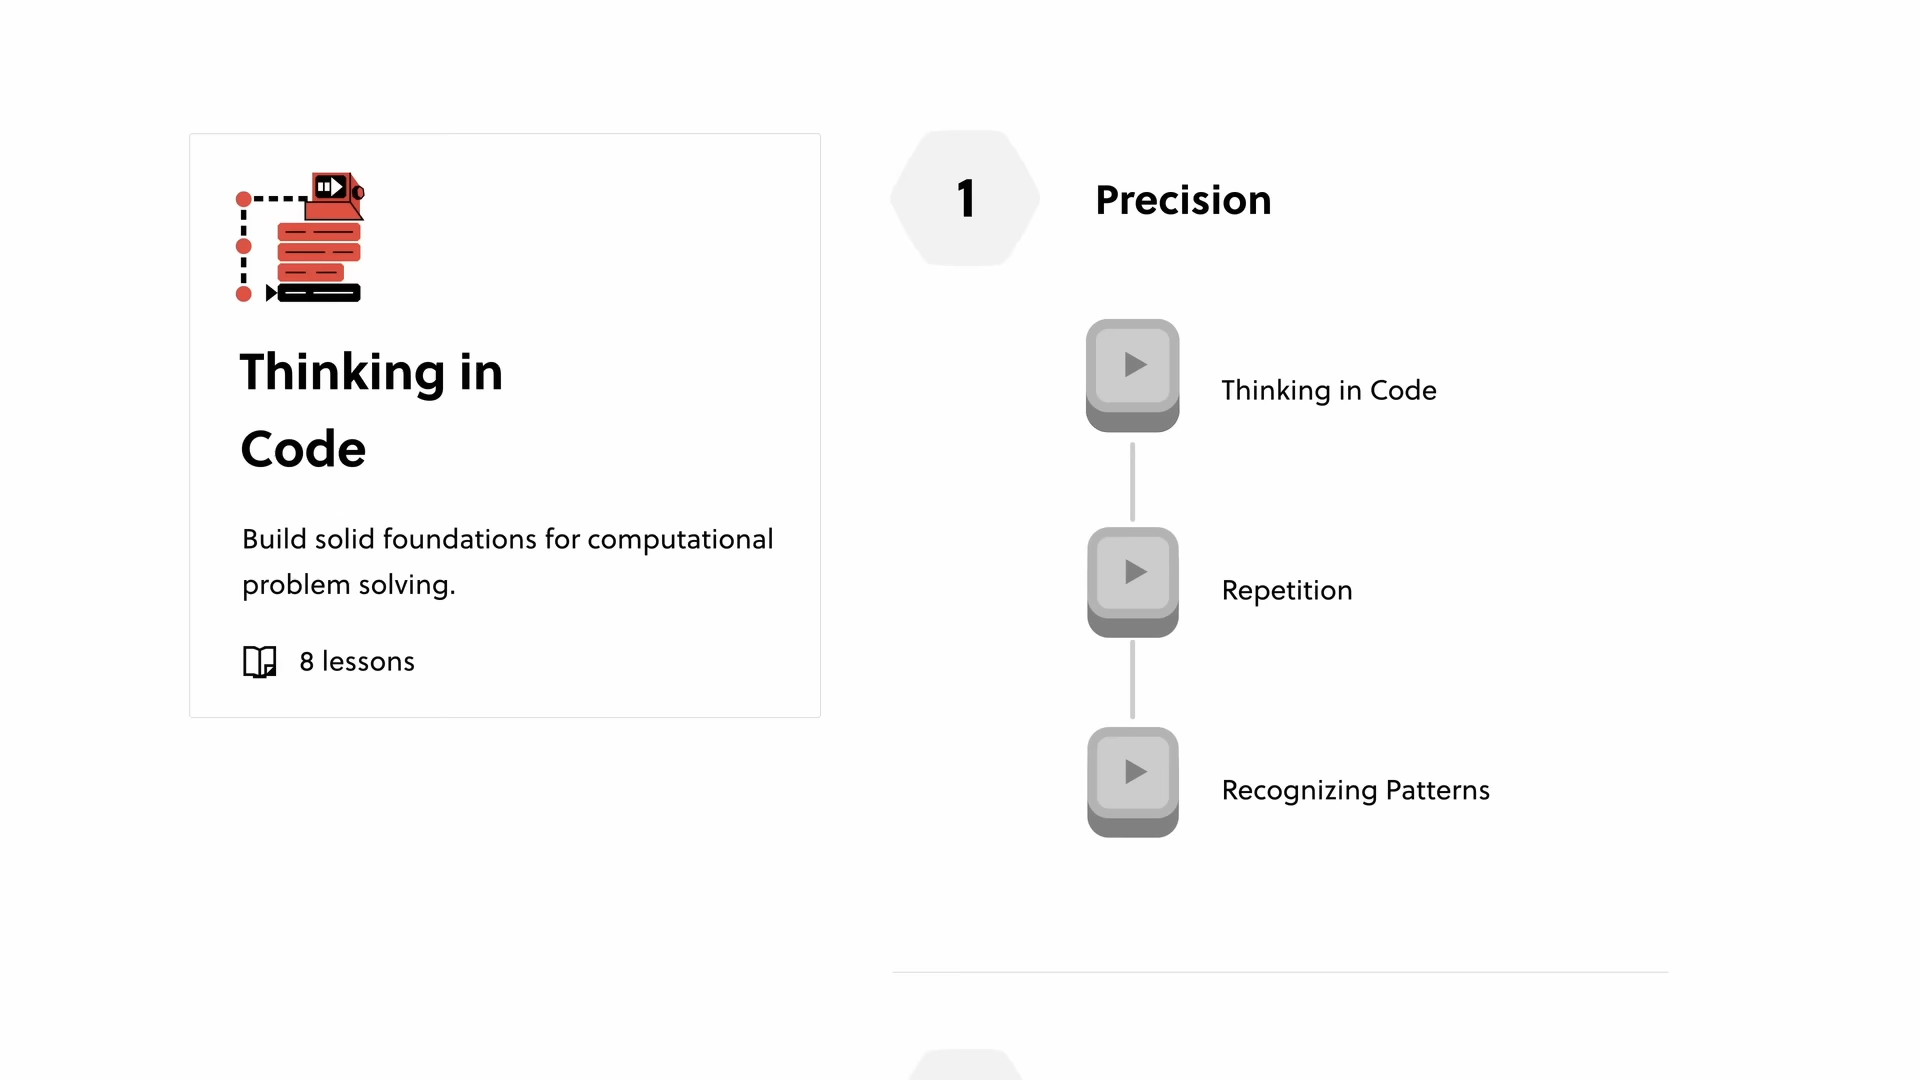 Thinking in
Code
Build solid foundations for computational
problem solving.
8 lessons
1
Precision
Thinking in Code
Repetition
Recognizing Patterns